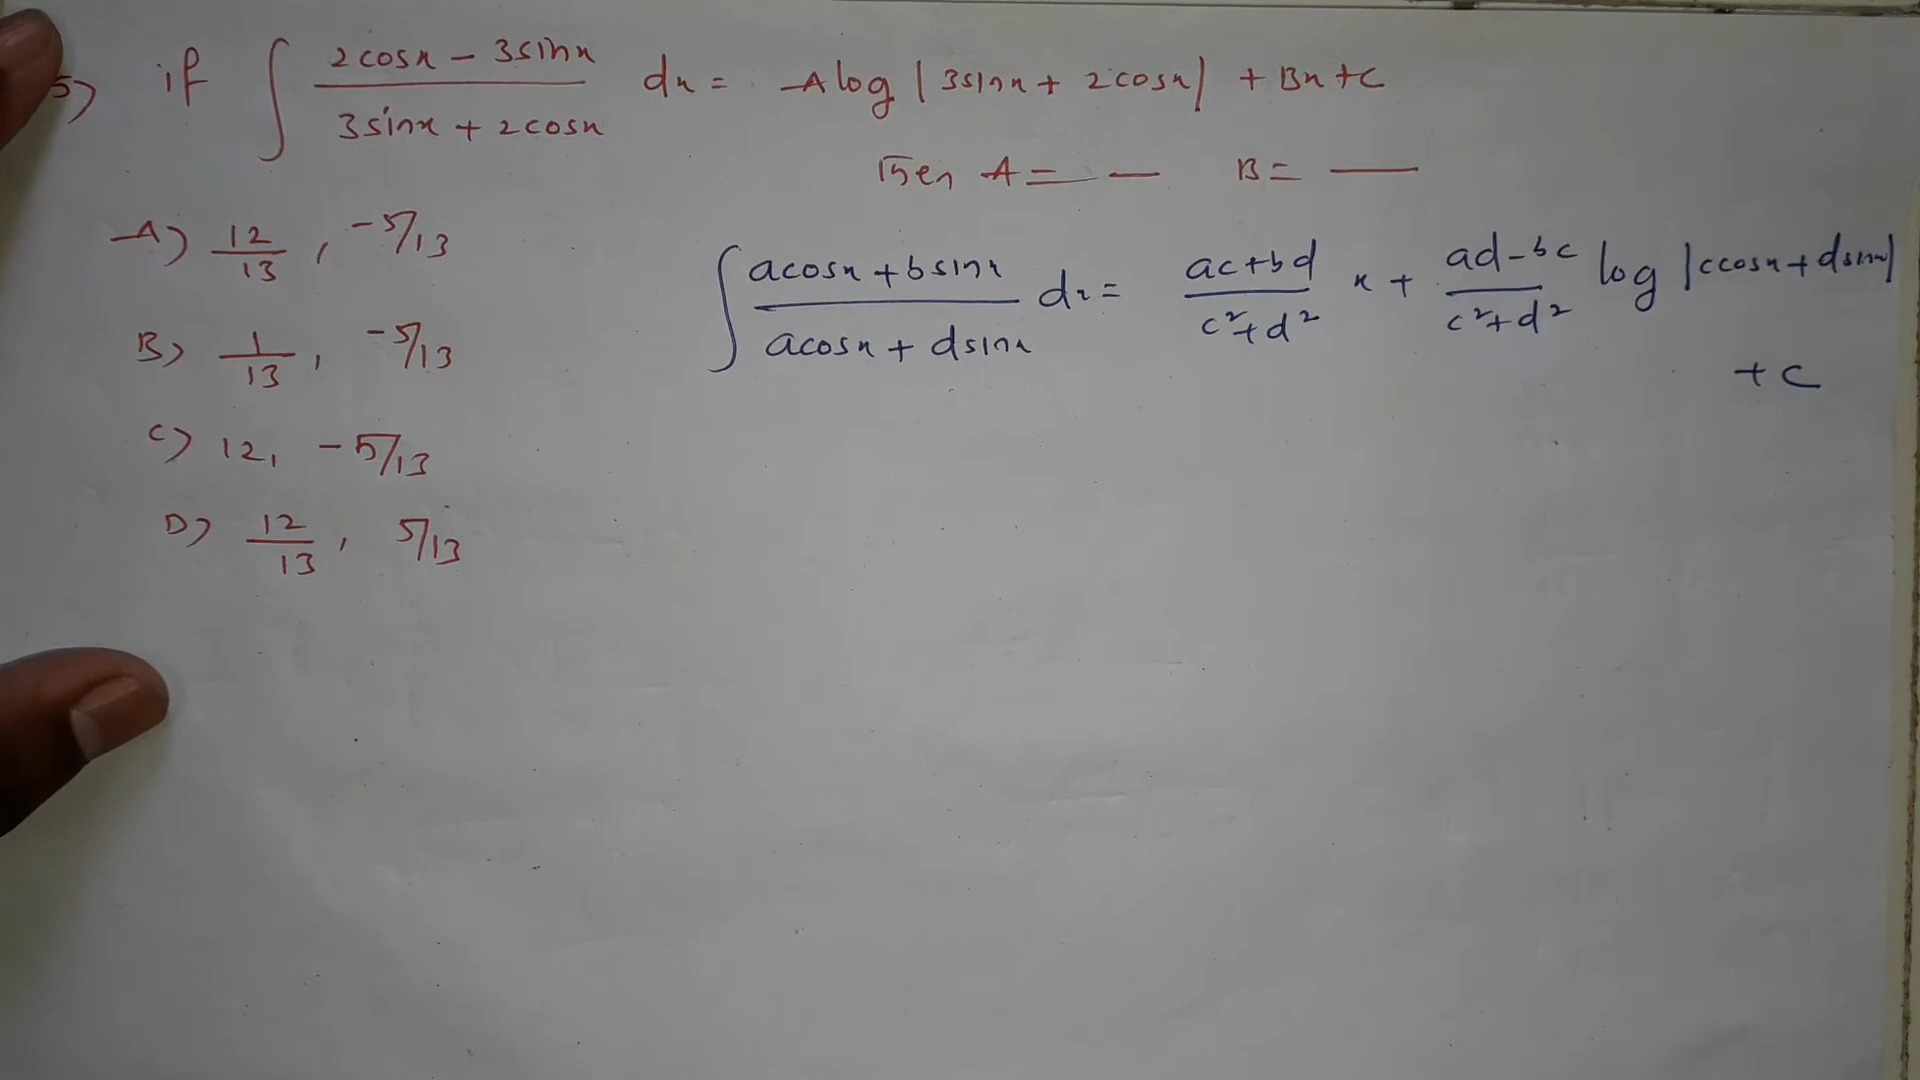 5) if ∫ (2cosx - 3sinx)/(3sinx + 2cosx) dx = A log |3sinx + 2cosx| + Bx + C
Then A = — B = —
A) 12/13, -5/13
∫ (acosx + bsinx)/(acosx + dsinx) dx = (ac+bd)/(c²+d²) x + (ad-bc)/(c²+d²) log |ccosx + dsinx|
+ C
B) 1/13, -5/13
C) 12, -5/13
D) 12/13, 5/13